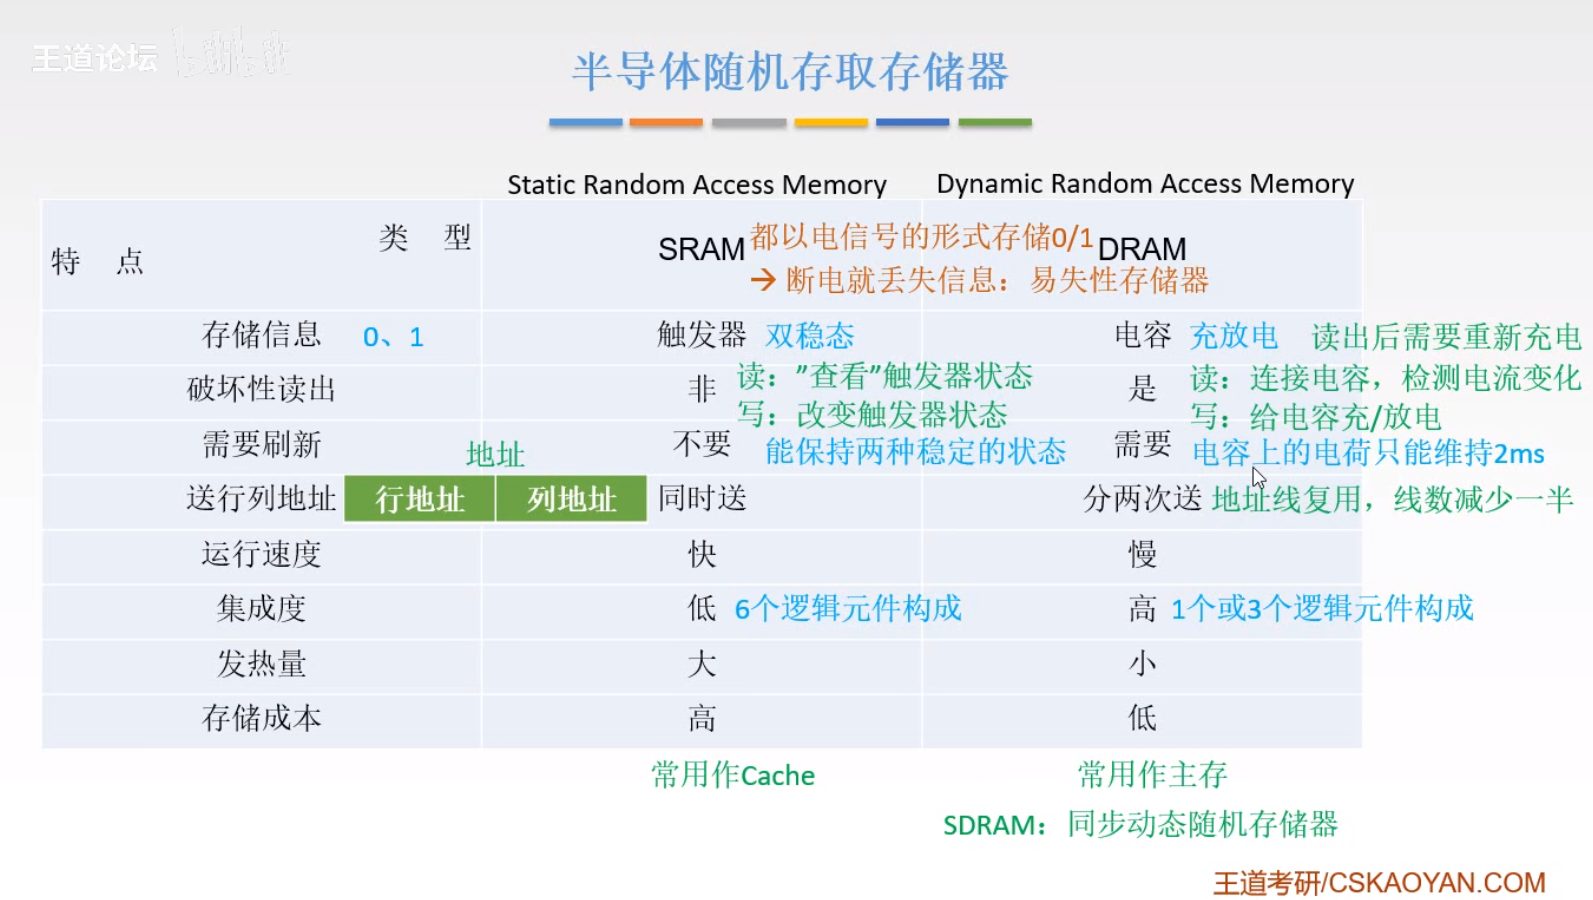 王道论坛
bilibili
半导体随机存取存储器
Static Random Access Memory
Dynamic Random Access Memory
特 点
类 型
SRAM
都以电信号的形式存储0/1
→ 断电就丢失信息：易失性存储器
DRAM
存储信息 0、1
触发器 双稳态
电容 充放电 读出后需要重新充电
破坏性读出
非 读："查看"触发器状态
写：改变触发器状态
是 读：连接电容，检测电流变化
写：给电容充/放电
需要刷新
不要 能保持两种稳定的状态
需要 电容上的电荷只能维持2ms
地址
送行列地址 行地址 列地址 同时送
分两次送 地址线复用，线数减少一半
运行速度 快 慢
集成度 低 6个逻辑元件构成 高 1个或3个逻辑元件构成
发热量 大 小
存储成本 高 低
常用作Cache
常用作主存
SDRAM：同步动态随机存储器
王道考研/CSKAOYAN.COM